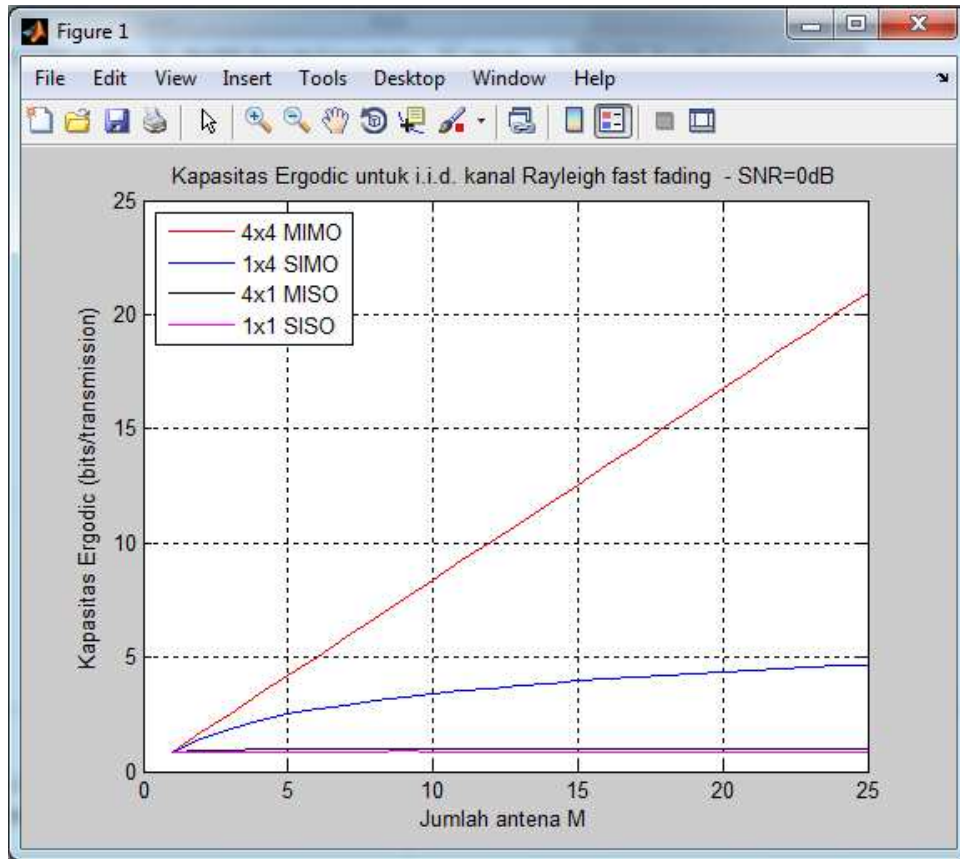 Figure 1
File Edit View Insert Tools Desktop Window Help
Kapasitas Ergodic untuk i.i.d. kanal Rayleigh fast fading - SNR=0dB
4x4 MIMO
1x4 SIMO
4x1 MISO
1x1 SISO
Kapasitas Ergodic (bits/transmission)
25
20
15
10
5
0
0 5 10 15 20 25
Jumlah antena M